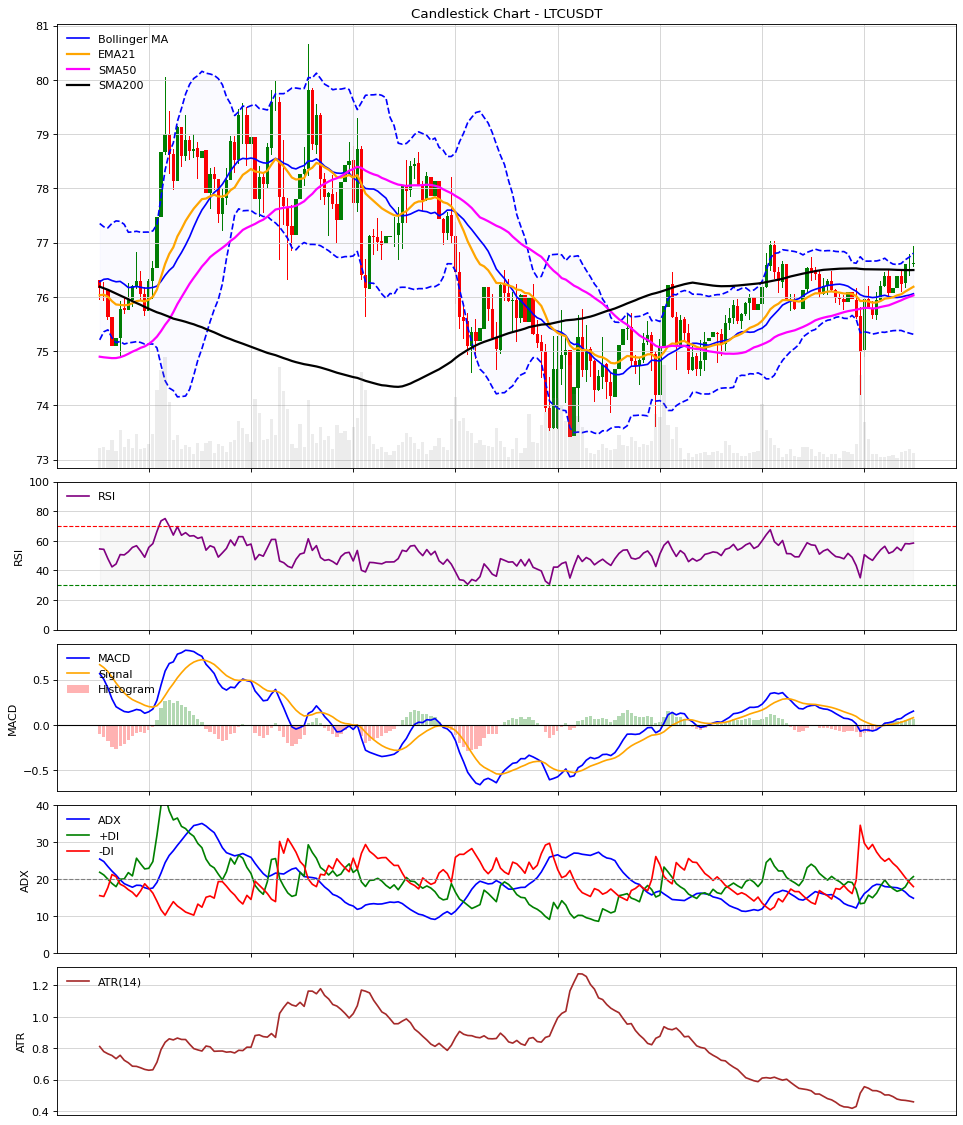 Candlestick Chart - LTCUSDT
Bollinger MA
EMA21
SMA50
SMA200
81
80
79
78
77
76
75
74
73
RSI
RSI
100
80
60
40
20
0
MACD
Signal
Histogram
MACD
0.5
0.0
−0.5
ADX
+DI
-DI
ADX
40
30
20
10
0
ATR(14)
ATR
1.2
1.0
0.8
0.6
0.4